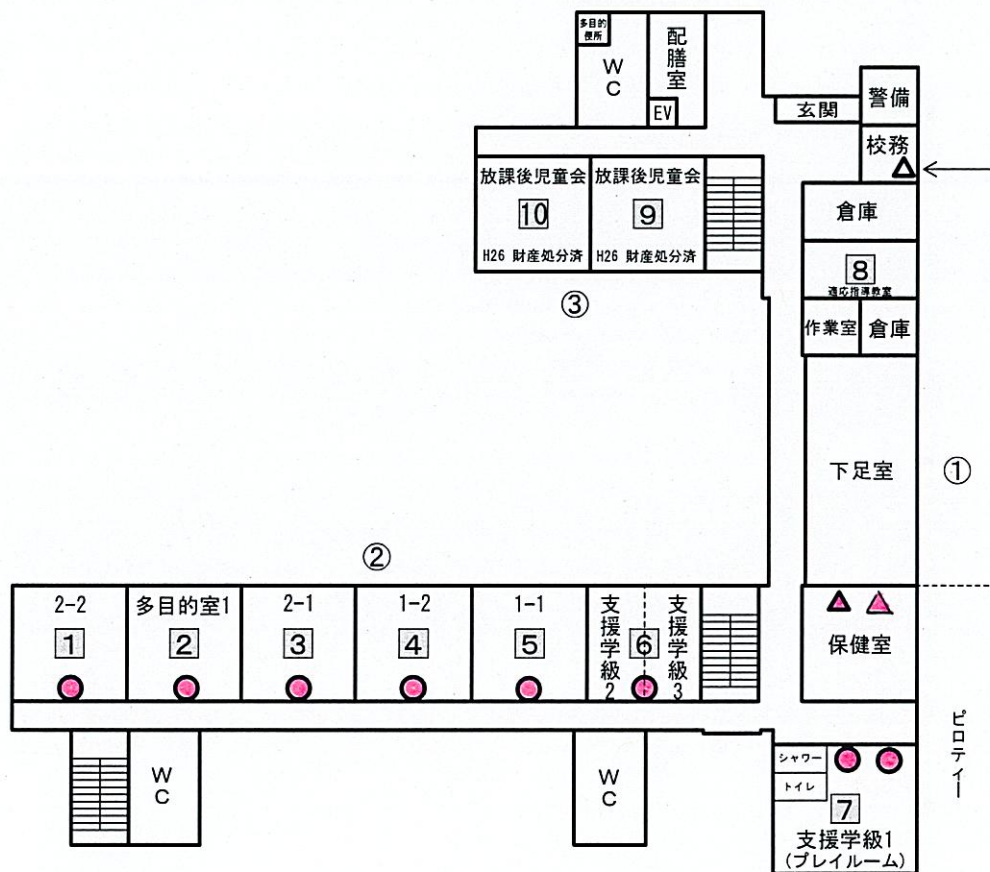 多目的
便所
WC
配膳室
EV
玄関
警備
校務
放課後児童会
10
H26 財産処分済
放課後児童会
9
H26 財産処分済
倉庫
8
適応指導教室
作業室
倉庫
③
下足室
①
②
2-2
1
多目的室1
2
2-1
3
1-2
4
1-1
5
支援学級2
6
支援学級3
保健室
ピロティー
WC
WC
シャワー
トイレ
7
支援学級1
(プレイルーム)